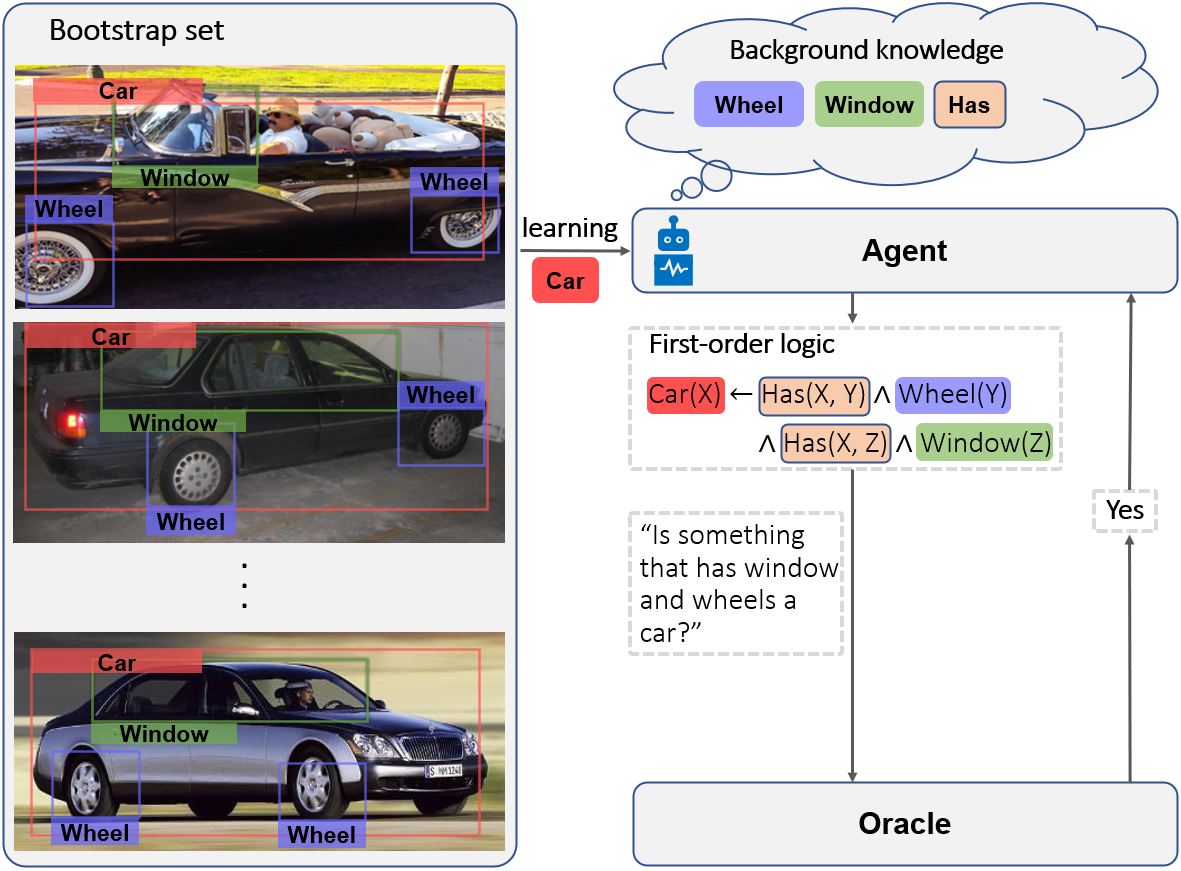 Bootstrap set
Car
Window
Wheel
Wheel
Car
Wheel
Window
Wheel
Car
Window
Wheel
Wheel
learning
Car
Background knowledge
Wheel Window Has
Agent
First-order logic
Car(X) ← Has(X, Y) ∧ Wheel(Y)
∧ Has(X, Z) ∧ Window(Z)
“Is something
that has window
and wheels a
car?”
Yes
Oracle